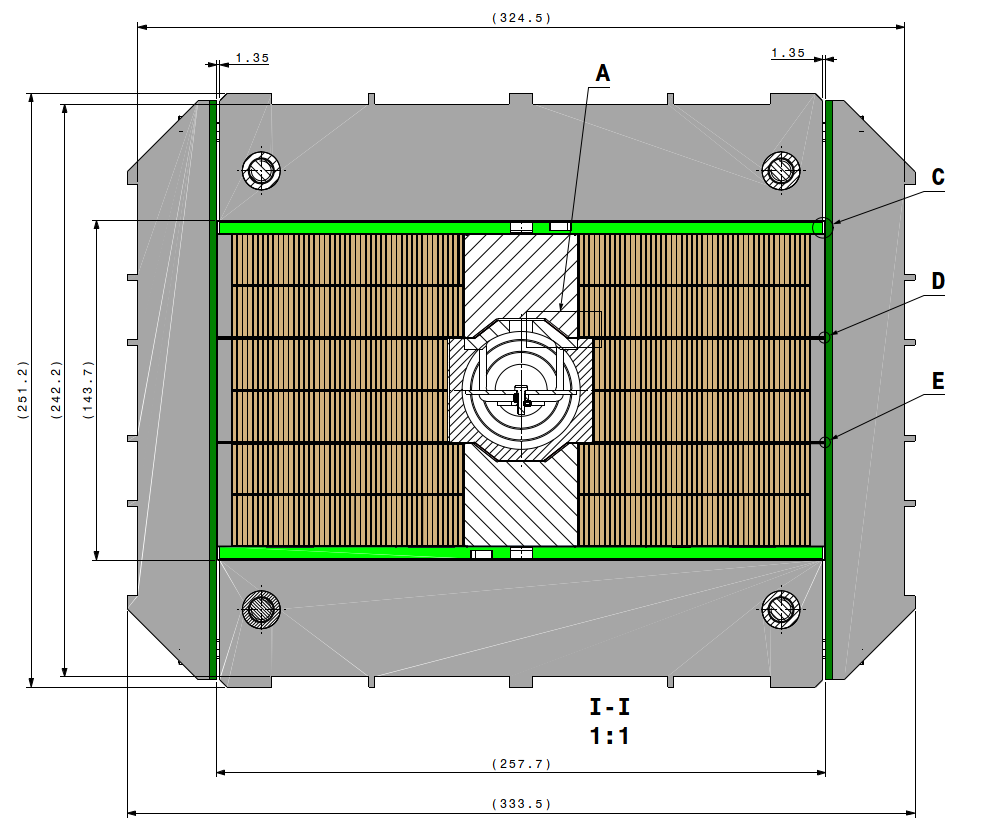 (324.5)
1.35
1.35
A
C
D
E
(251.2)
(242.2)
(143.7)
I-I
1:1
(257.7)
(333.5)